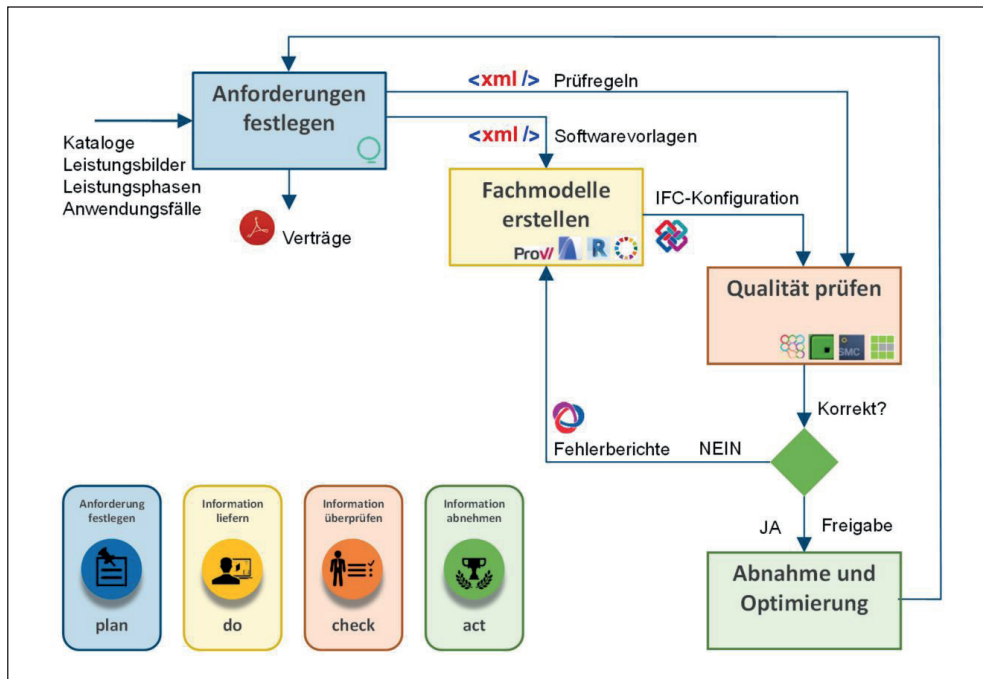 Anforderungen
festlegen
<xml />
Prüfregeln
<xml />
Softwarevorlagen
Kataloge
Leistungsbilder
Leistungsphasen
Anwendungsfälle
Verträge
Fachmodelle
erstellen
ProVI
R
IFC-Konfiguration
Qualität prüfen
SMC
Korrekt?
Fehlerberichte
NEIN
JA
Freigabe
Abnahme und
Optimierung
Anforderung
festlegen
plan
Information
liefern
do
Information
überprüfen
check
Information
abnehmen
act